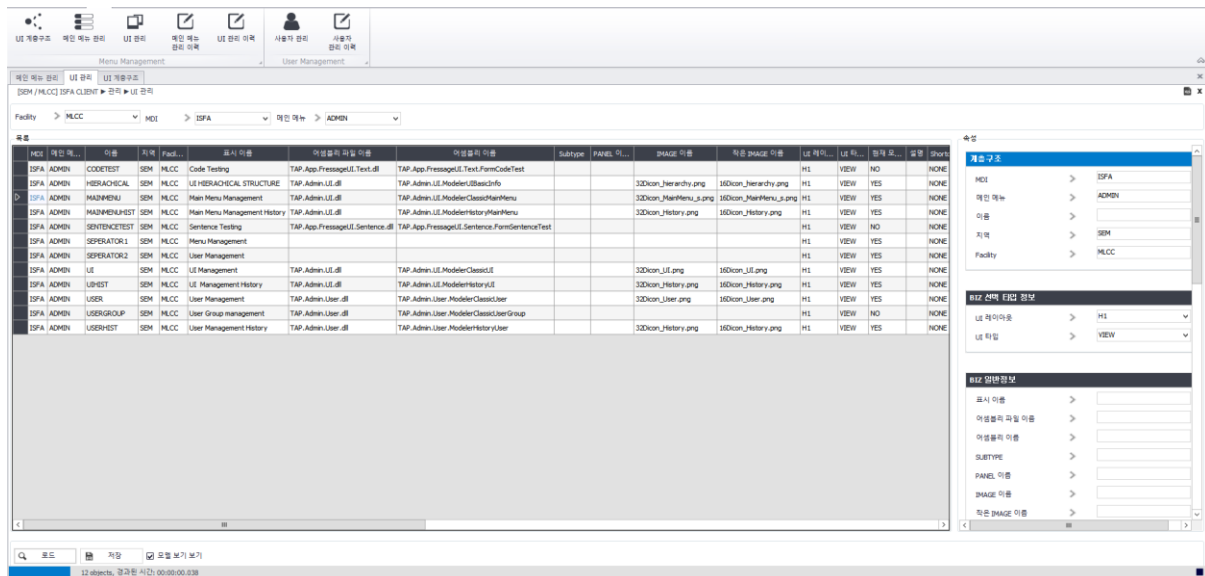 UI 계층구조 메인 메뉴 관리 UI 관리 메인 메뉴 관리 이력 UI 관리 이력 사용자 관리 사용자 관리 이력
Menu Management User Management
메인 메뉴 관리 UI 관리 UI 계층구조
[SEM / MLCC] ISFA CLIENT ▶ 관리 ▶ UI 관리
Facility MLCC MDI ISFA 메인 메뉴 ADMIN
목록 속성
MDI 메인 메... 이름 지역 Facil... 표시 이름 어셈블리 파일 이름 어셈블리 이름 Subtype PANEL 이... IMAGE 이름 작은 IMAGE 이름 UI 레이... UI 타... 현재 모... 설명 Shortc
ISFA ADMIN CODETEST SEM MLCC Code Testing TAP.App.FressageUI.Text.dll TAP.App.FressageUI.Text.FormCodeTest H1 VIEW NO NONE
ISFA ADMIN HIERACHICAL SEM MLCC UI HIERARCHICAL STRUCTURE TAP.Admin.UI.dll TAP.Admin.UI.ModelerUIBasicInfo 32Dicon_hierarchy.png 16Dicon_hierarchy.png H1 VIEW YES NONE
ISFA ADMIN MAINMENU SEM MLCC Main Menu Management TAP.Admin.UI.dll TAP.Admin.UI.ModelerClassicMainMenu 32Dicon_MainMenu_s.png 16Dicon_MainMenu_s.png H1 VIEW YES NONE
ISFA ADMIN MAINMENUHIST SEM MLCC Main Menu Management History TAP.Admin.UI.dll TAP.Admin.UI.ModelerHistoryMainMenu 32Dicon_History.png 16Dicon_History.png H1 VIEW YES NONE
ISFA ADMIN SENTENCETEST SEM MLCC Sentence Testing TAP.App.FressageUI.Sentence.dll TAP.App.FressageUI.Sentence.FormSentenceTest H1 VIEW NO NONE
ISFA ADMIN SEPERATOR1 SEM MLCC Menu Management H1 VIEW YES NONE
ISFA ADMIN SEPERATOR2 SEM MLCC User Management H1 VIEW YES NONE
ISFA ADMIN UI SEM MLCC UI Management TAP.Admin.UI.dll TAP.Admin.UI.ModelerClassicUI 32Dicon_UI.png 16Dicon_UI.png H1 VIEW YES NONE
ISFA ADMIN UIHIST SEM MLCC UI Management History TAP.Admin.UI.dll TAP.Admin.UI.ModelerHistoryUI 32Dicon_History.png 16Dicon_History.png H1 VIEW YES NONE
ISFA ADMIN USER SEM MLCC User Management TAP.Admin.User.dll TAP.Admin.User.ModelerClassicUser 32Dicon_User.png 16Dicon_User.png H1 VIEW YES NONE
ISFA ADMIN USERGROUP SEM MLCC User Group management TAP.Admin.User.dll TAP.Admin.User.ModelerClassicUserGroup H1 VIEW NO NONE
ISFA ADMIN USERHIST SEM MLCC User Management History TAP.Admin.User.dll TAP.Admin.User.ModelerHistoryUser 32Dicon_History.png 16Dicon_History.png H1 VIEW YES NONE
계층구조
MDI ISFA
메인 메뉴 ADMIN
이름
지역 SEM
Facility MLCC
BIZ 선택 타입 정보
UI 레이아웃 H1
UI 타입 VIEW
BIZ 일반정보
표시 이름
어셈블리 파일 이름
어셈블리 이름
SUBTYPE
PANEL 이름
IMAGE 이름
작은 IMAGE 이름
로드 저장 모델 보기 보기
12 objects, 경과된 시간: 00:00:00.038